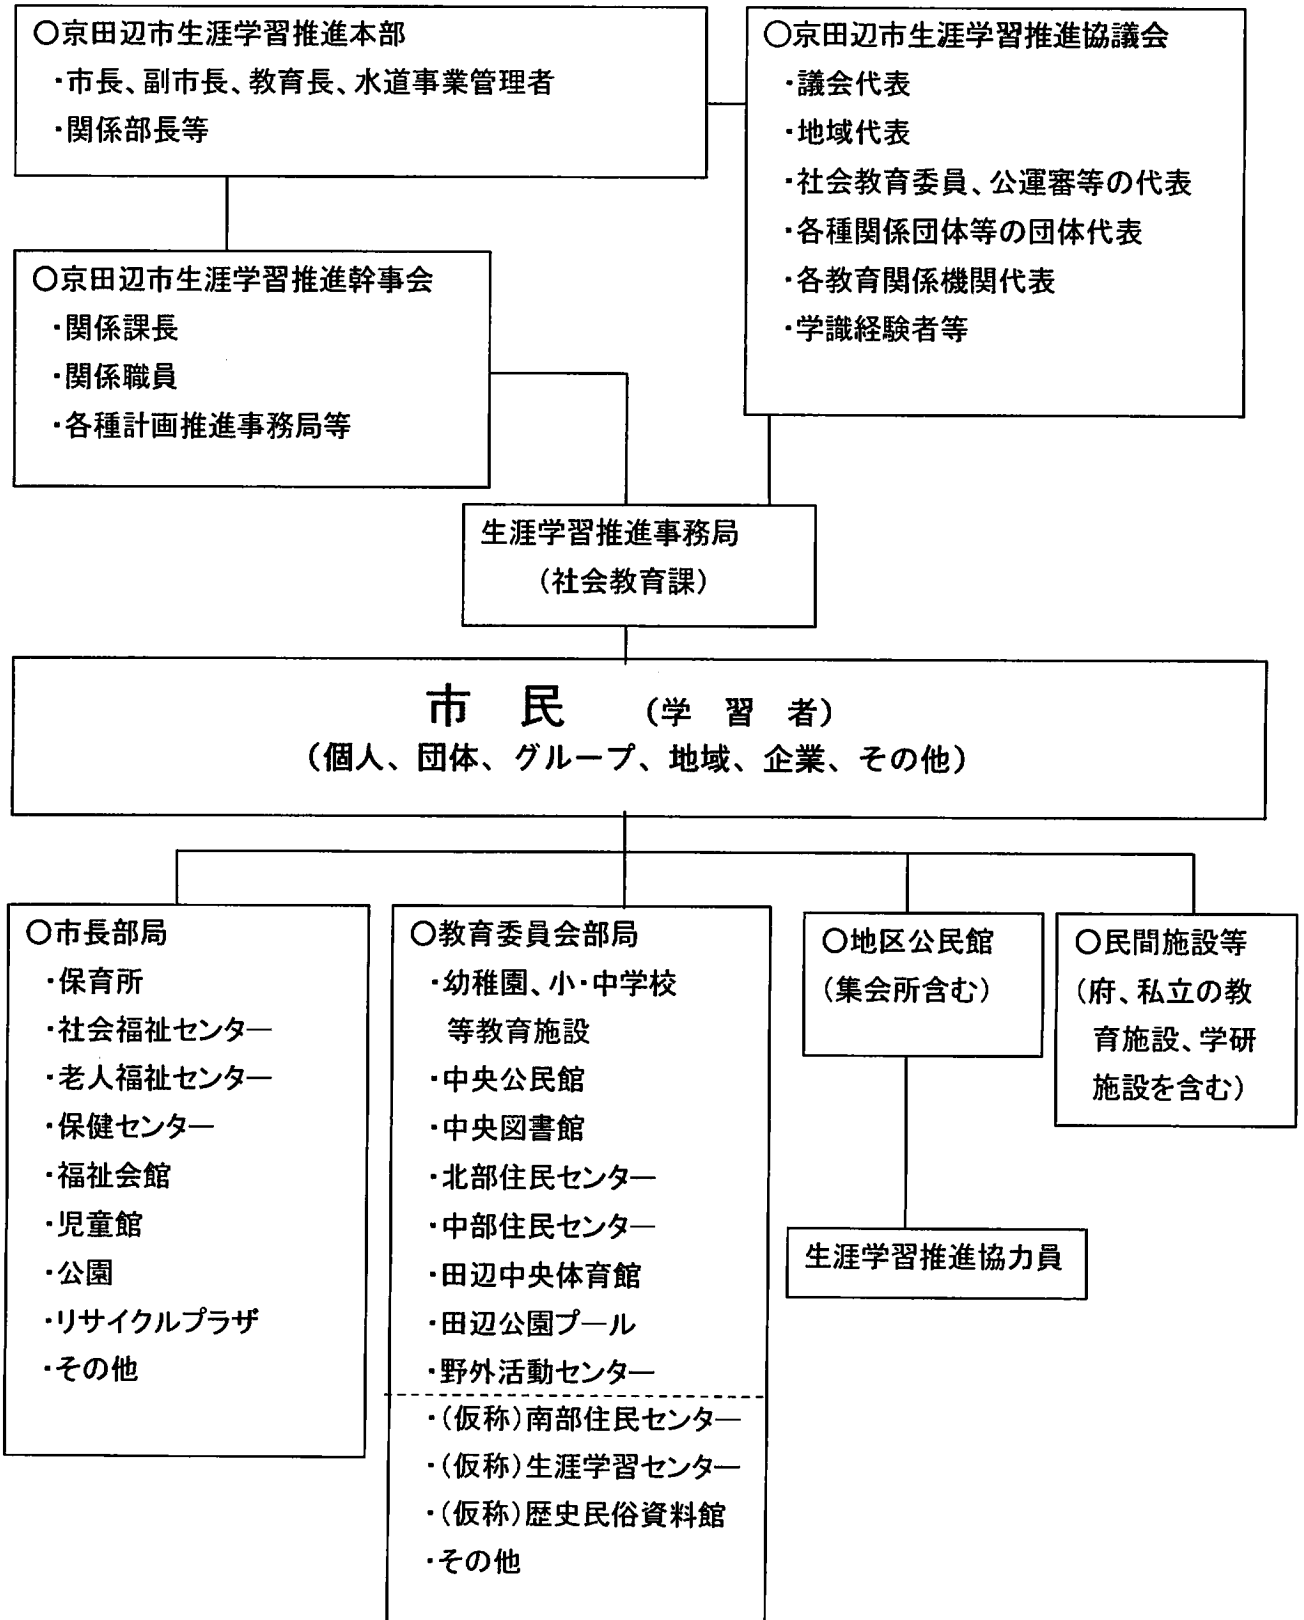 ○京田辺市生涯学習推進本部
・市長、副市長、教育長、水道事業管理者
・関係部長等
○京田辺市生涯学習推進協議会
・議会代表
・地域代表
・社会教育委員、公運審等の代表
・各種関係団体等の団体代表
・各教育関係機関代表
・学識経験者等
○京田辺市生涯学習推進幹事会
・関係課長
・関係職員
・各種計画推進事務局等
生涯学習推進事務局
（社会教育課）
市 民 （学 習 者）
（個人、団体、グループ、地域、企業、その他）
○市長部局
・保育所
・社会福祉センター
・老人福祉センター
・保健センター
・福祉会館
・児童館
・公園
・リサイクルプラザ
・その他
○教育委員会部局
・幼稚園、小・中学校
等教育施設
・中央公民館
・中央図書館
・北部住民センター
・中部住民センター
・田辺中央体育館
・田辺公園プール
・野外活動センター
・（仮称）南部住民センター
・（仮称）生涯学習センター
・（仮称）歴史民俗資料館
・その他
○地区公民館
（集会所含む）
生涯学習推進協力員
○民間施設等
（府、私立の教
育施設、学研
施設を含む）